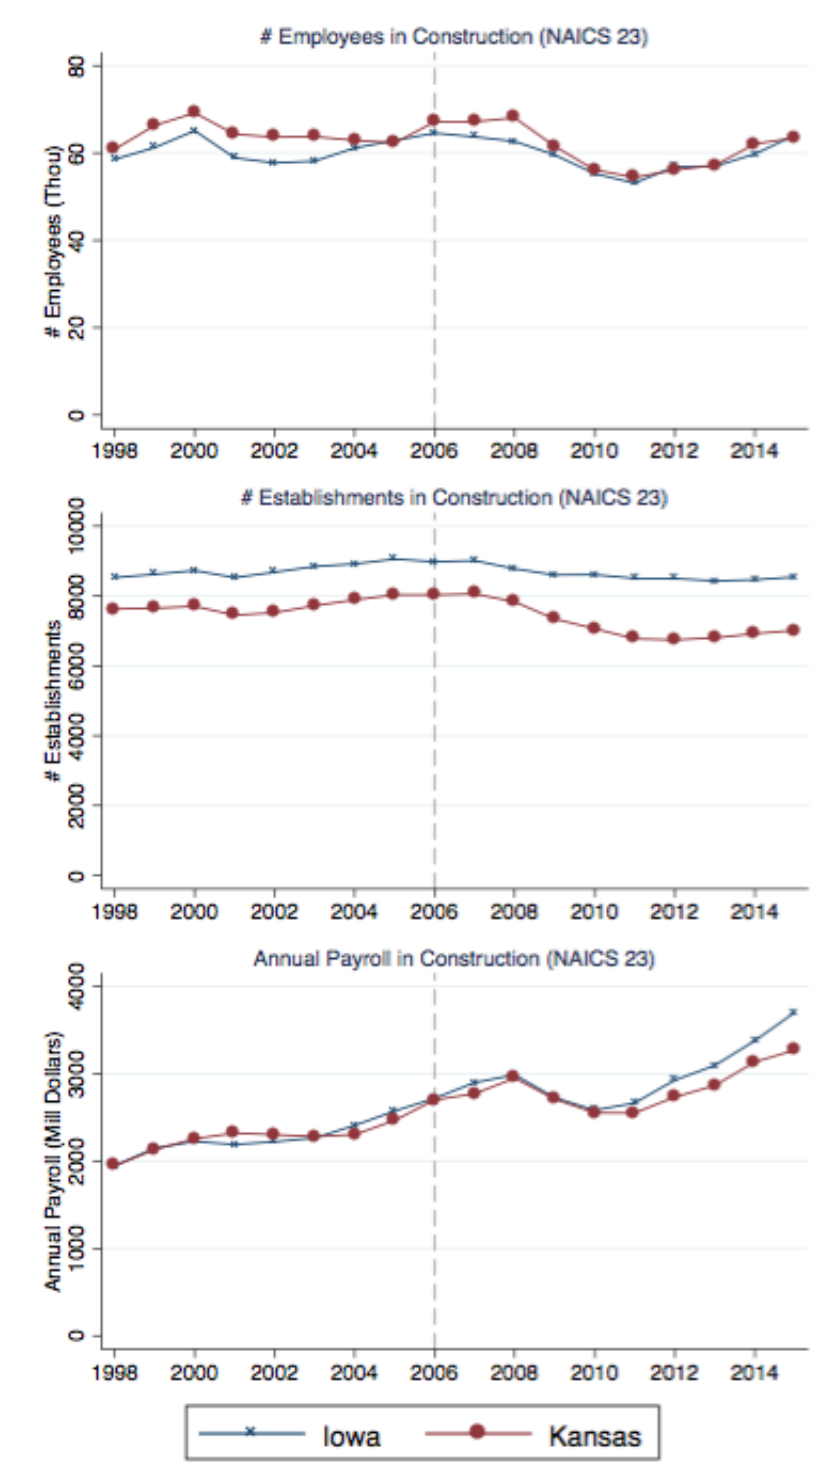 # Employees in Construction (NAICS 23)
# Employees (Thou)
80
60
40
20
0
1998 2000 2002 2004 2006 2008 2010 2012 2014
# Establishments in Construction (NAICS 23)
# Establishments
10000
8000
6000
4000
2000
0
1998 2000 2002 2004 2006 2008 2010 2012 2014
Annual Payroll in Construction (NAICS 23)
Annual Payroll (Mill Dollars)
4000
3000
2000
1000
0
1998 2000 2002 2004 2006 2008 2010 2012 2014
Iowa Kansas